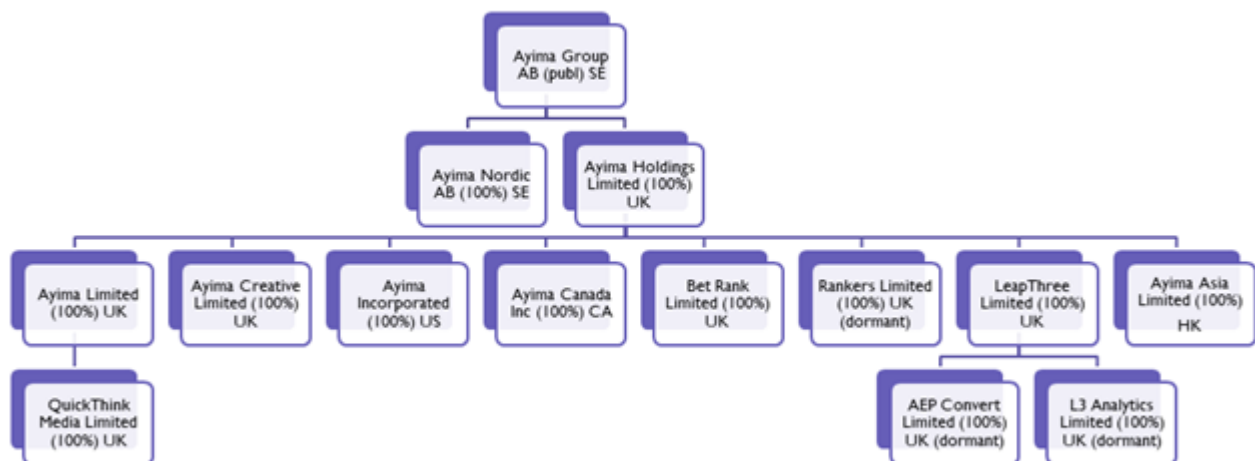 Ayima Group
AB (publ) SE
Ayima Nordic
AB (100%) SE
Ayima Holdings
Limited (100%)
UK
Ayima Limited
(100%) UK
Ayima Creative
Limited (100%)
UK
Ayima
Incorporated
(100%) US
Ayima Canada
Inc (100%) CA
Bet Rank
Limited (100%)
UK
Rankers Limited
(100%) UK
(dormant)
LeapThree
Limited (100%)
UK
Ayima Asia
Limited (100%)
HK
QuickThink
Media Limited
(100%) UK
AEP Convert
Limited (100%)
UK (dormant)
L3 Analytics
Limited (100%)
UK (dormant)